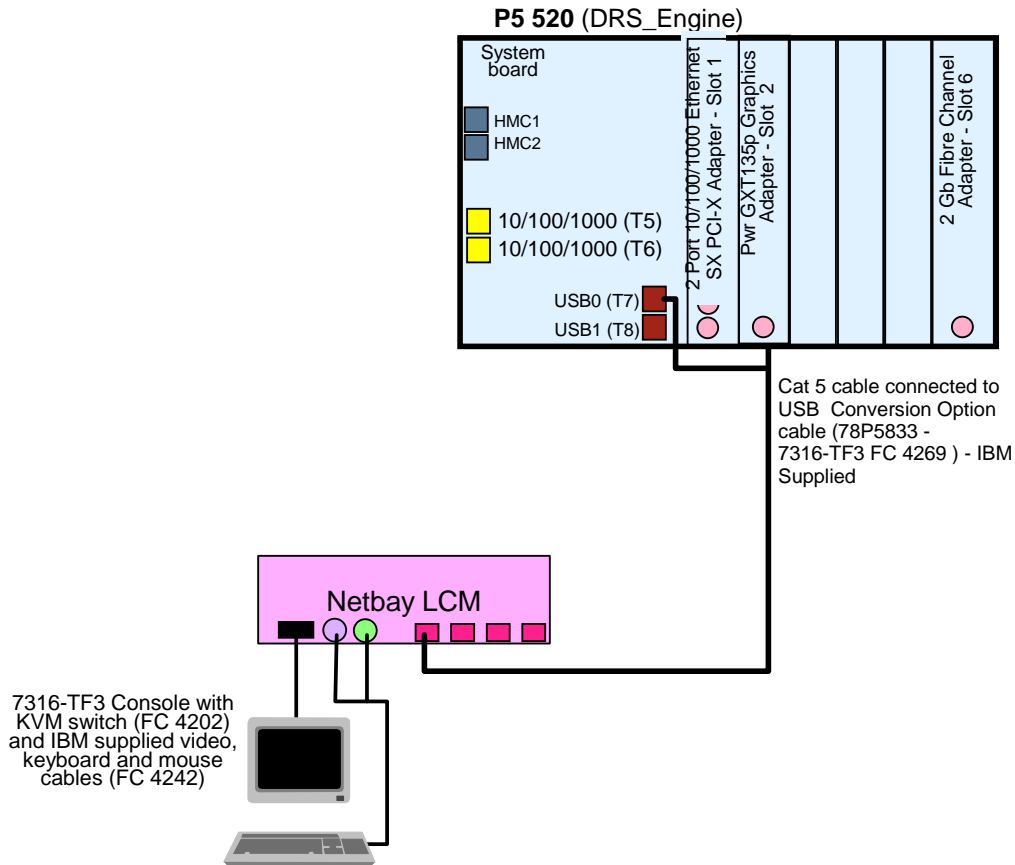 P5 520 (DRS_Engine)
System
board
HMC1
HMC2
10/100/1000 (T5)
10/100/1000 (T6)
USB0 (T7)
USB1 (T8)
2 Port 10/100/1000 Ethernet
SX PCI-X Adapter - Slot 1
Pwr GXT135p Graphics
Adapter - Slot 2
2 Gb Fibre Channel
Adapter - Slot 6
Cat 5 cable connected to
USB Conversion Option
cable (78P5833 -
7316-TF3 FC 4269 ) - IBM
Supplied
Netbay LCM
7316-TF3 Console with
KVM switch (FC 4202)
and IBM supplied video,
keyboard and mouse
cables (FC 4242)